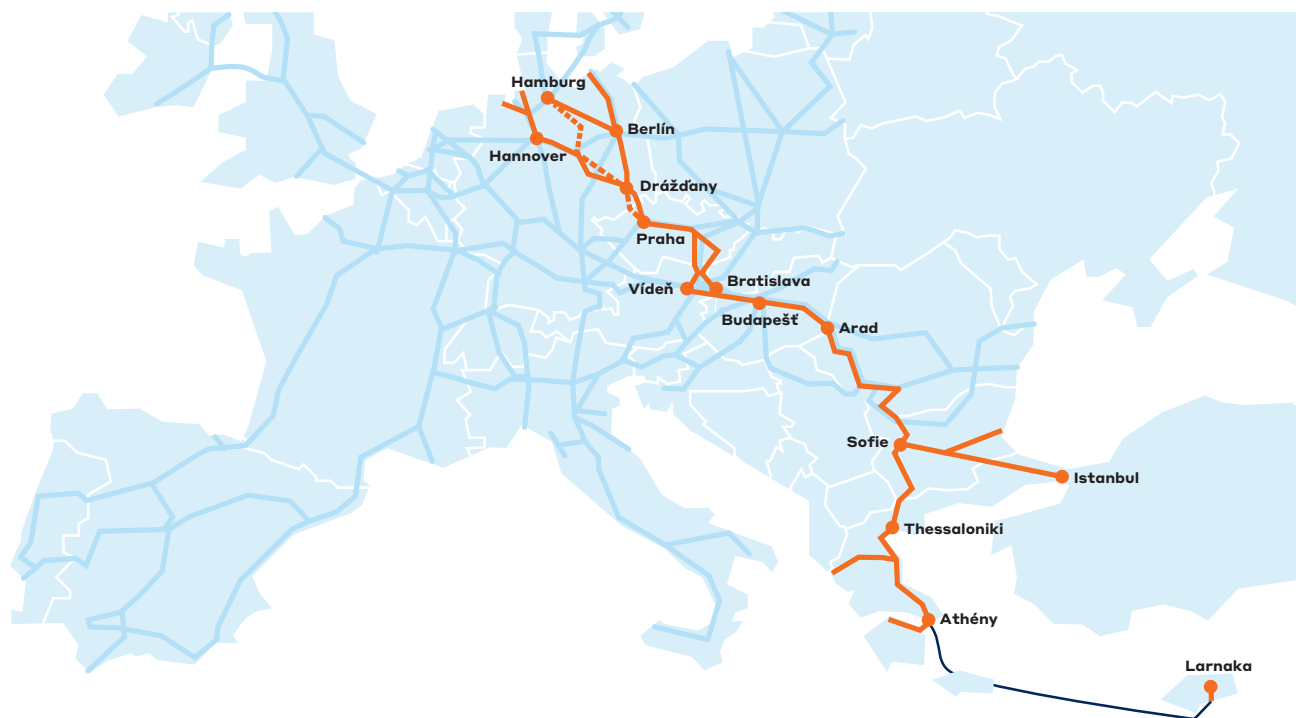 Hamburg
Berlín
Hannover
Drážďany
Praha
Bratislava
Vídeň
Budapešť
Arad
Sofie
Istanbul
Thessaloniki
Athény
Larnaka